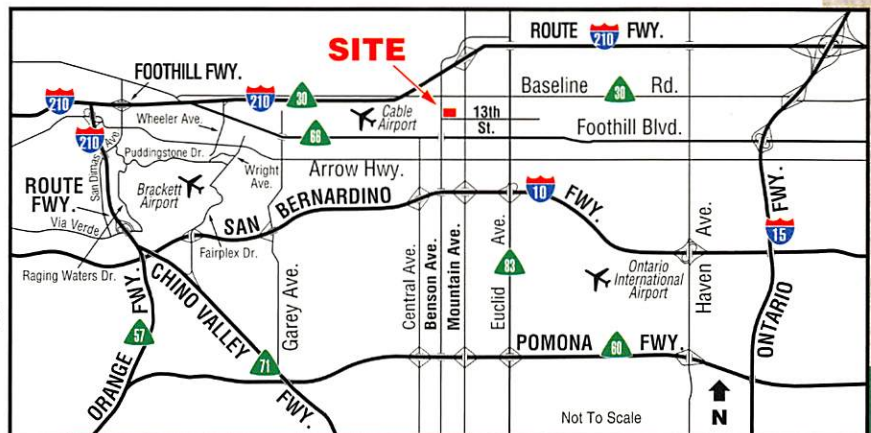 SITE
ROUTE 210 FWY.
FOOTHILL FWY.
210
210
30
Baseline 30 Rd.
Cable
Airport
13th
St.
Wheeler Ave.
66
Foothill Blvd.
210
Puddingstone Dr.
San Dimas Ave.
Wright
Ave.
Arrow Hwy.
ROUTE
FWY.
Brackett
Airport
SAN BERNARDINO
10
FWY.
FWY.
15
ONTARIO
Via Verde
Fairplex Dr.
Raging Waters Dr.
CHINO VALLEY
71
FWY.
ORANGE
57
FWY.
Garey Ave.
Central Ave.
Benson Ave.
Mountain Ave.
Euclid Ave.
83
Ontario
International
Airport
Haven Ave.
POMONA 60 FWY.
Not To Scale
N